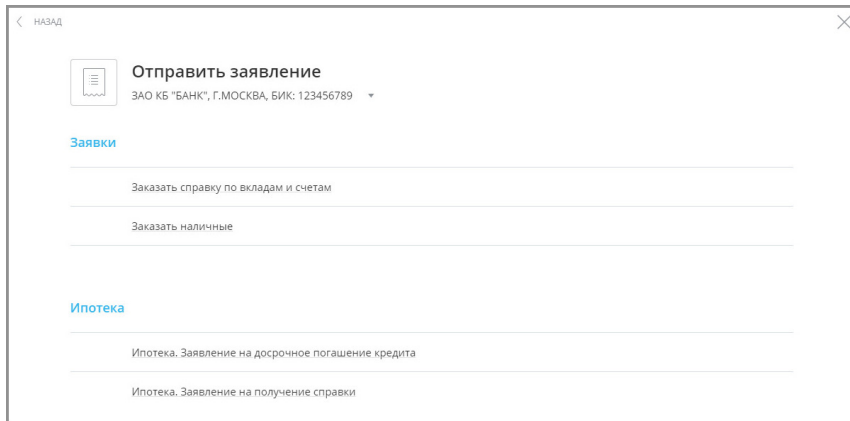 НАЗАД
Отправить заявление
ЗАО КБ "БАНК", Г.МОСКВА, БИК: 123456789
Заявки
Заказать справку по вкладам и счетам
Заказать наличные
Ипотека
Ипотека. Заявление на досрочное погашение кредита
Ипотека. Заявление на получение справки